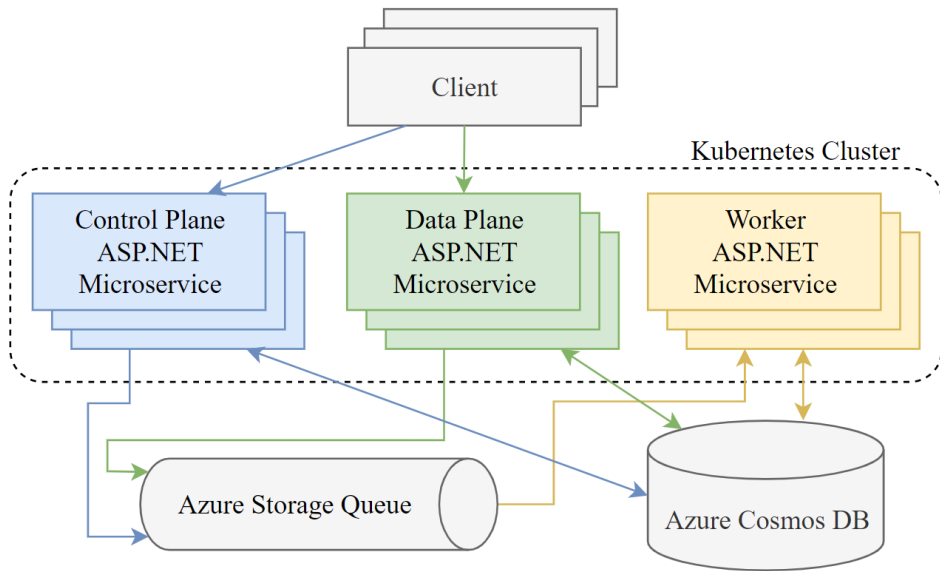 Client
Kubernetes Cluster
Control Plane
ASP.NET
Microservice
Data Plane
ASP.NET
Microservice
Worker
ASP.NET
Microservice
Azure Storage Queue
Azure Cosmos DB